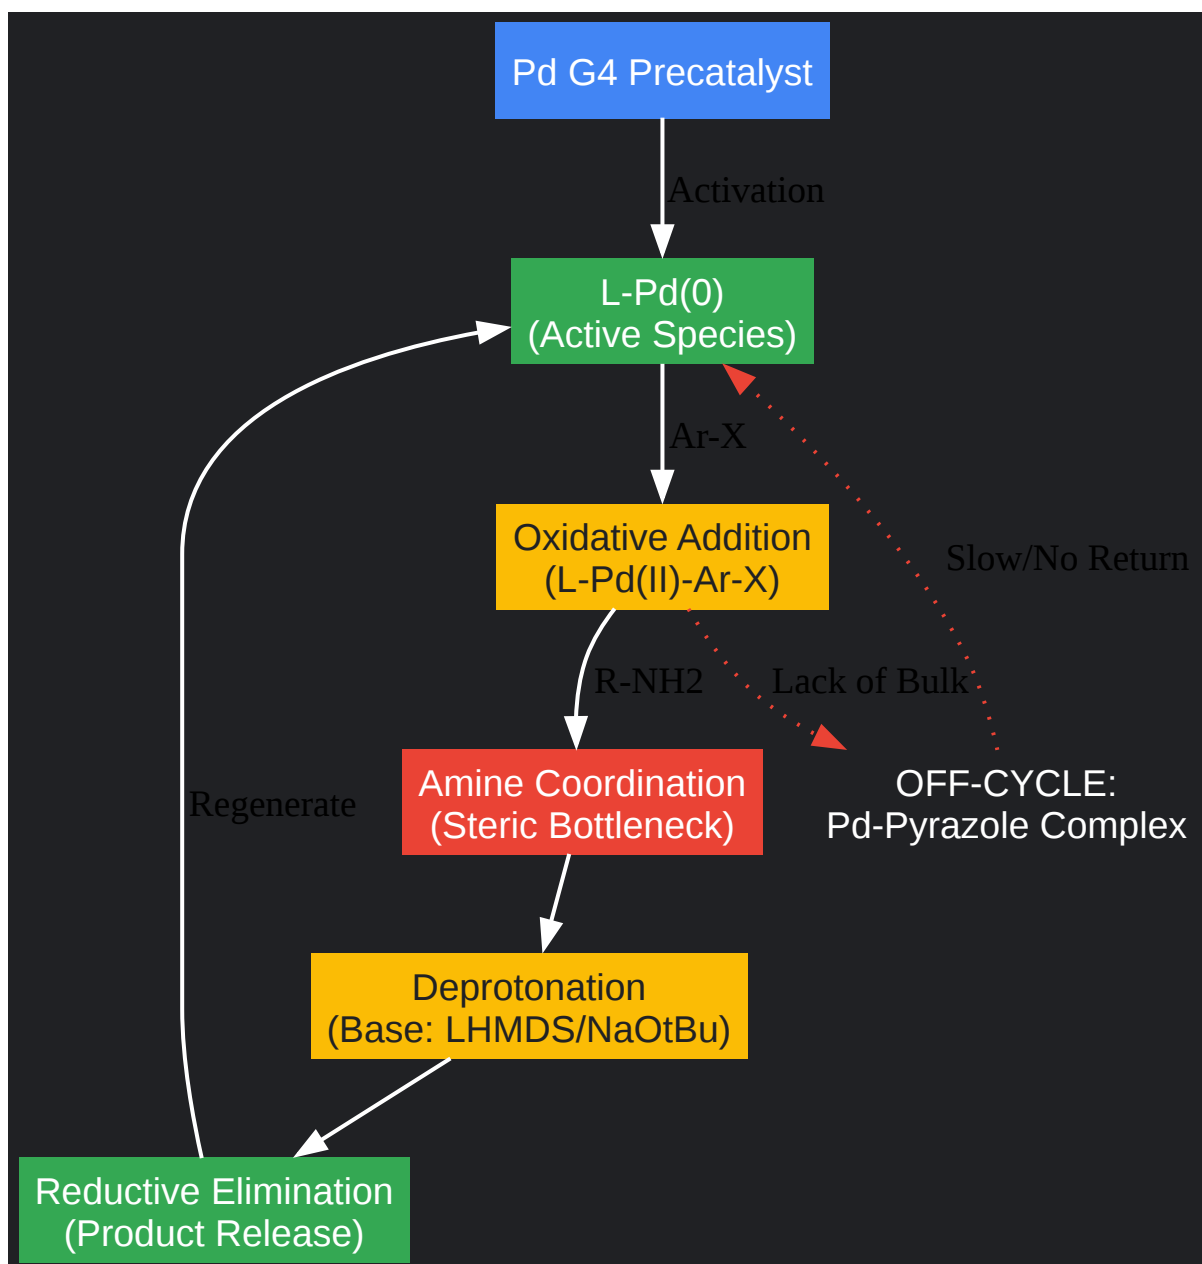 Pd G4 Precatalyst
Activation
L-Pd(0)
(Active Species)
Ar-X
Oxidative Addition
(L-Pd(II)-Ar-X)
Slow/No Return
R-NH2
Lack of Bulk
Amine Coordination
(Steric Bottleneck)
OFF-CYCLE:
Pd-Pyrazole Complex
Regenerate
Deprotonation
(Base: LHMDS/NaOtBu)
Reductive Elimination
(Product Release)